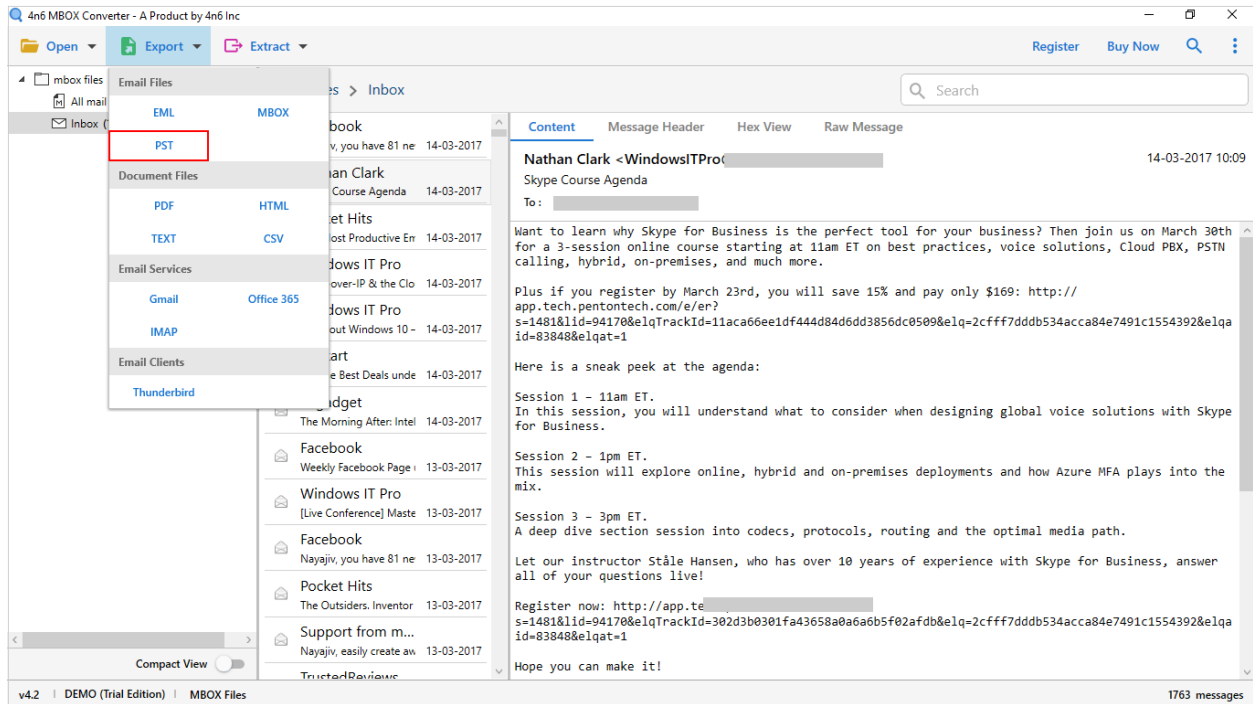 4n6 MBOX Converter - A Product by 4n6 Inc
Open Export Extract Register Buy Now
mbox files
All mail
Inbox
Email Files
EML MBOX
PST
Document Files
PDF HTML
TEXT CSV
Email Services
Gmail Office 365
IMAP
Email Clients
Thunderbird
> Inbox
Search
v, you have 81 ne 14-03-2017
Clark
Course Agenda 14-03-2017
Hits
ost Productive Em 14-03-2017
Windows IT Pro
over-IP & the Clo 14-03-2017
Windows IT Pro
out Windows 10 – 14-03-2017
Best Deals unde 14-03-2017
The Morning After: Intel 14-03-2017
Facebook
Weekly Facebook Page 13-03-2017
Windows IT Pro
[Live Conference] Maste 13-03-2017
Facebook
Nayajiv, you have 81 ne 13-03-2017
Pocket Hits
The Outsiders. Inventor 13-03-2017
Support from m...
Nayajiv, easily create aw 13-03-2017
TrustedReviews
Content Message Header Hex View Raw Message
Nathan Clark <WindowsITPro 14-03-2017 10:09
Skype Course Agenda
To :
Want to learn why Skype for Business is the perfect tool for your business? Then join us on March 30th
for a 3-session online course starting at 11am ET on best practices, voice solutions, Cloud PBX, PSTN
calling, hybrid, on-premises, and much more.
Plus if you register by March 23rd, you will save 15% and pay only $169: http://
app.tech.pentontech.com/e/er?
s=1481&lid=94170&elqTrackId=11aca66ee1df444d84d6dd3856dc0509&elq=2cfff7dddb534acca84e7491c1554392&elqa
id=83848&elqat=1
Here is a sneak peek at the agenda:
Session 1 – 11am ET.
In this session, you will understand what to consider when designing global voice solutions with Skype
for Business.
Session 2 – 1pm ET.
This session will explore online, hybrid and on-premises deployments and how Azure MFA plays into the
mix.
Session 3 – 3pm ET.
A deep dive section session into codecs, protocols, routing and the optimal media path.
Let our instructor Ståle Hansen, who has over 10 years of experience with Skype for Business, answer
all of your questions live!
Register now: http://app.te
s=1481&lid=94170&elqTrackId=302d3b0301fa43658a0a6a6b5f02afdb&elq=2cfff7dddb534acca84e7491c1554392&elqa
id=83848&elqat=1
Hope you can make it!
Compact View
v4.2 DEMO (Trial Edition) MBOX Files 1763 messages